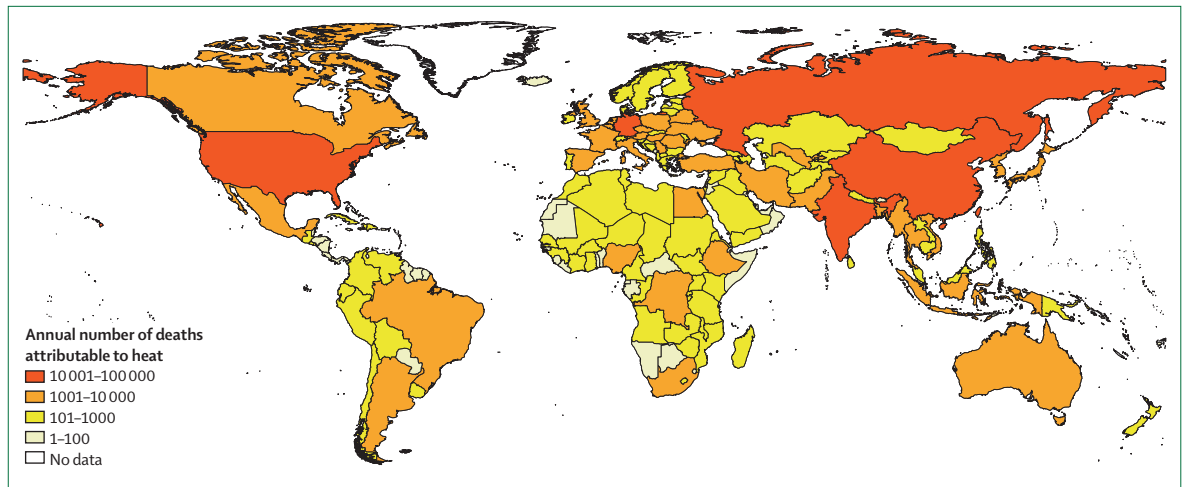 Annual number of deaths
attributable to heat
10 001–100 000
1001–10 000
101–1000
1–100
No data